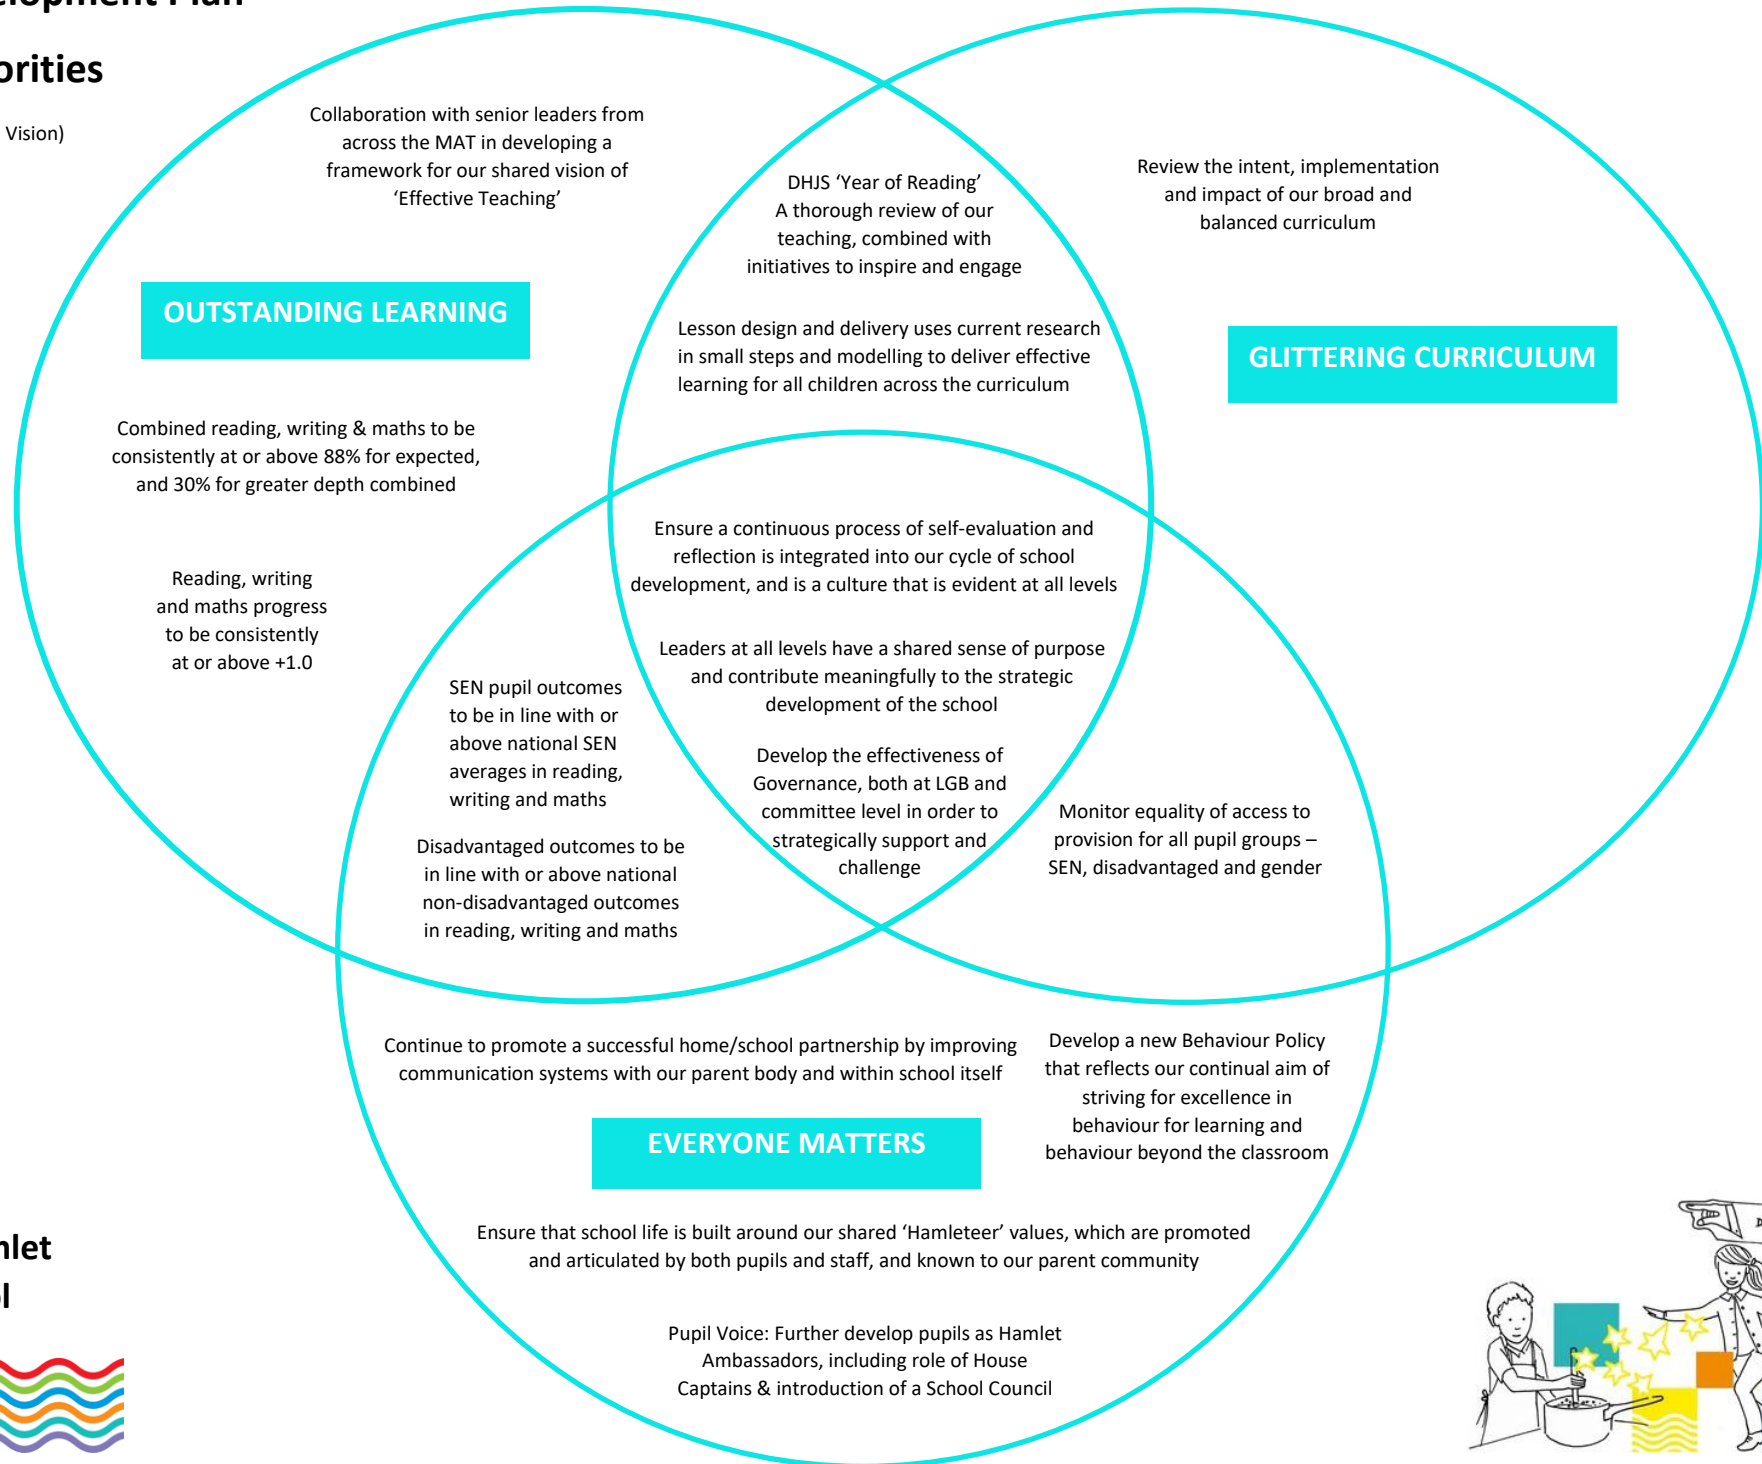 Development Plan
Priorities
Vision)
Collaboration with senior leaders from
across the MAT in developing a
framework for our shared vision of
‘Effective Teaching’
DHJS ‘Year of Reading’
A thorough review of our
teaching, combined with
initiatives to inspire and engage
Review the intent, implementation
and impact of our broad and
balanced curriculum
OUTSTANDING LEARNING
Lesson design and delivery uses current research
in small steps and modelling to deliver effective
learning for all children across the curriculum
GLITTERING CURRICULUM
Combined reading, writing & maths to be
consistently at or above 88% for expected,
and 30% for greater depth combined
Reading, writing
and maths progress
to be consistently
at or above +1.0
Ensure a continuous process of self-evaluation and
reflection is integrated into our cycle of school
development, and is a culture that is evident at all levels
Leaders at all levels have a shared sense of purpose
and contribute meaningfully to the strategic
development of the school
Develop the effectiveness of
Governance, both at LGB and
committee level in order to
strategically support and
challenge
SEN pupil outcomes
to be in line with or
above national SEN
averages in reading,
writing and maths
Disadvantaged outcomes to be
in line with or above national
non-disadvantaged outcomes
in reading, writing and maths
Monitor equality of access to
provision for all pupil groups –
SEN, disadvantaged and gender
Continue to promote a successful home/school partnership by improving
communication systems with our parent body and within school itself
Develop a new Behaviour Policy
that reflects our continual aim of
striving for excellence in
behaviour for learning and
behaviour beyond the classroom
EVERYONE MATTERS
Ensure that school life is built around our shared ‘Hamleteer’ values, which are promoted
and articulated by both pupils and staff, and known to our parent community
Pupil Voice: Further develop pupils as Hamlet
Ambassadors, including role of House
Captains & introduction of a School Council